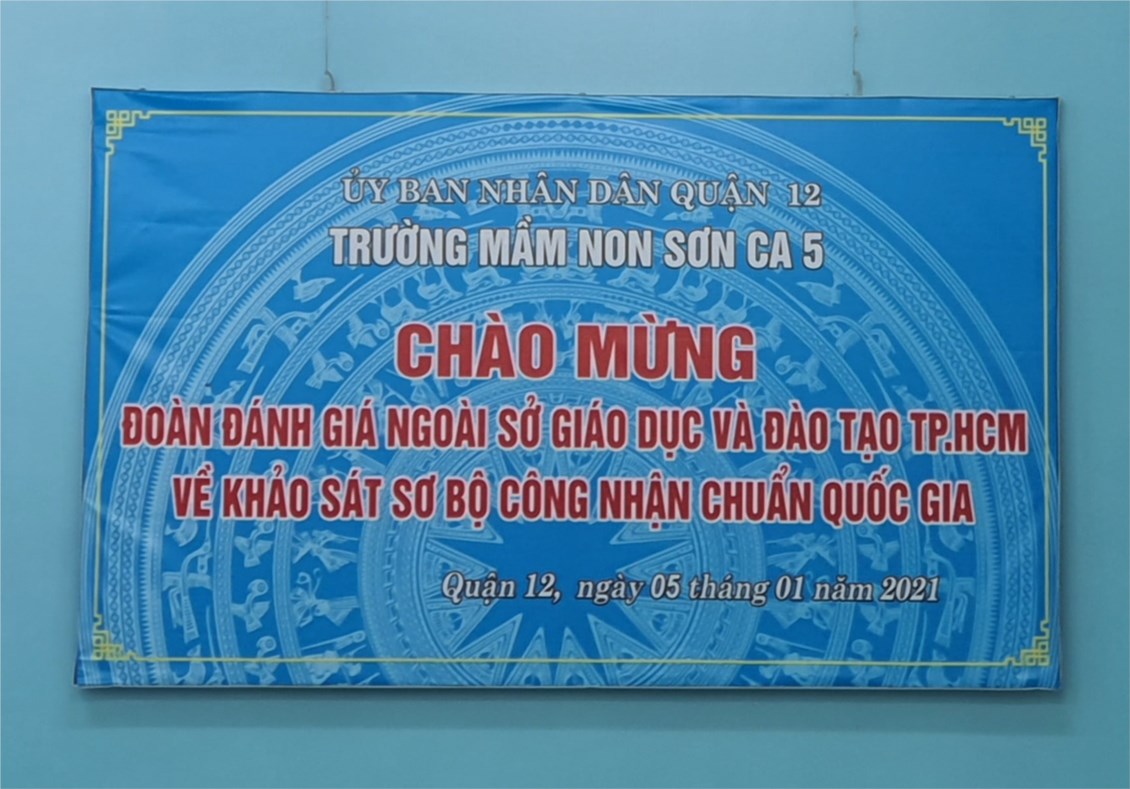 ỦY BAN NHÂN DÂN QUẬN 12
TRƯỜNG MẦM NON SƠN CA 5
CHÀO MỪNG
ĐOÀN ĐÁNH GIÁ NGOÀI SỞ GIÁO DỤC VÀ ĐÀO TẠO TP.HCM
VỀ KHẢO SÁT SƠ BỘ CÔNG NHẬN CHUẨN QUỐC GIA
Quận 12, ngày 05 tháng 01 năm 2021